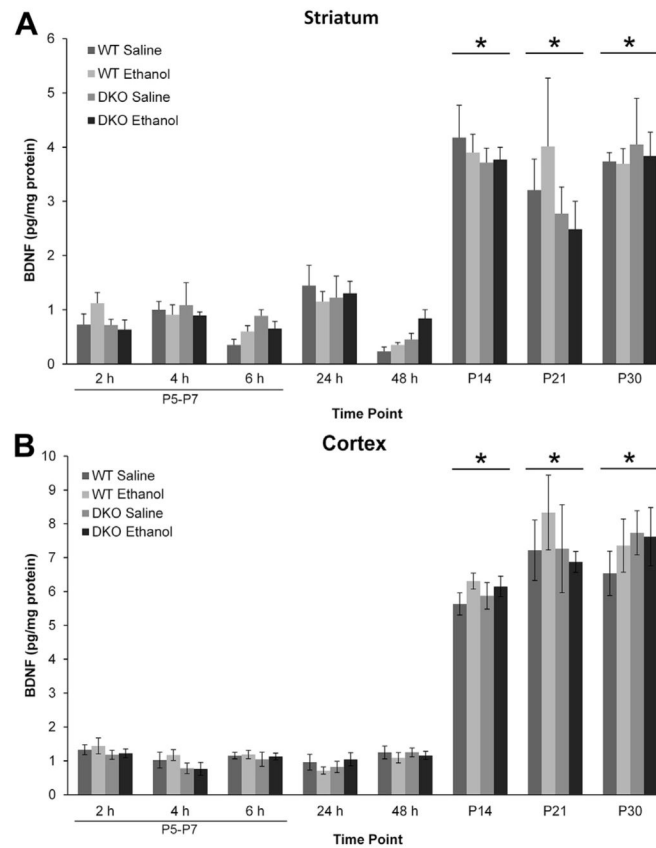 A
Striatum
6
5
4
3
2
1
0
BDNF (pg/mg protein)
WT Saline
WT Ethanol
DKO Saline
DKO Ethanol
* * *
2 h 4 h 6 h 24 h 48 h P14 P21 P30
P5-P7
Time Point
B
Cortex
10
9
8
7
6
5
4
3
2
1
0
BDNF (pg/mg protein)
WT Saline
WT Ethanol
DKO Saline
DKO Ethanol
* * *
2 h 4 h 6 h 24 h 48 h P14 P21 P30
P5-P7
Time Point